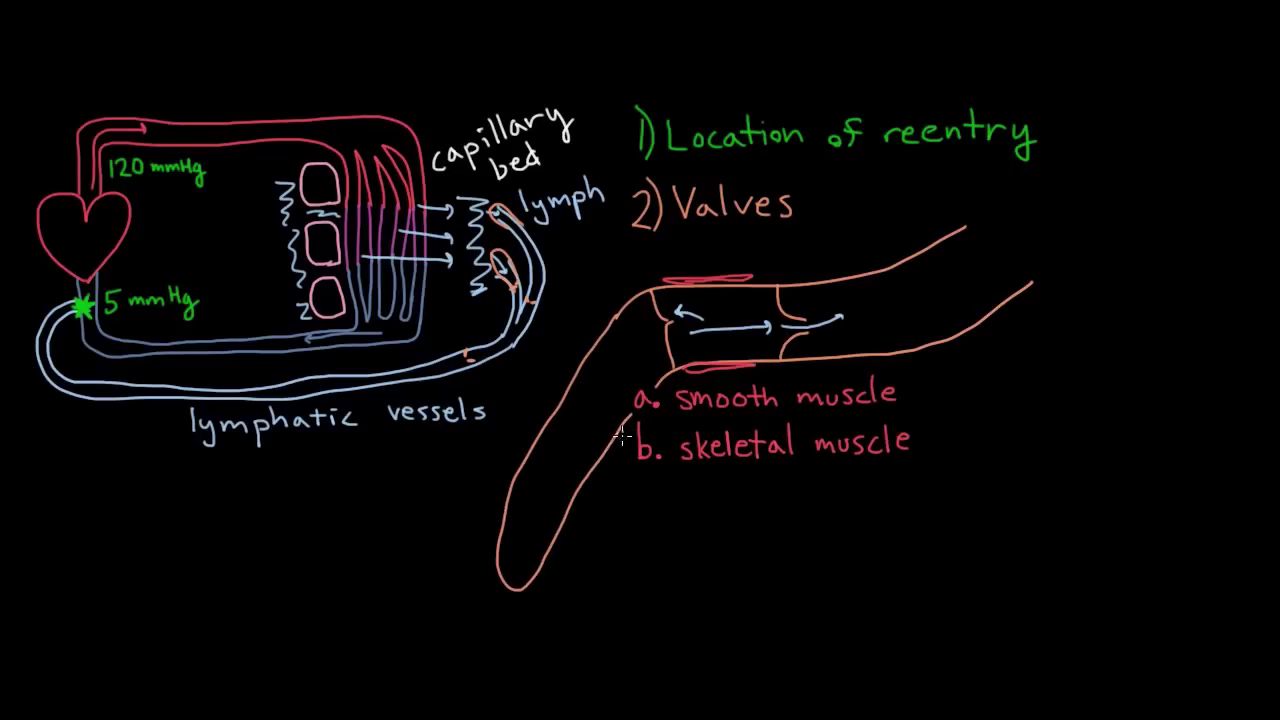 120 mmHg
5 mmHg
capillary
bed
lymph
lymphatic vessels
1) Location of reentry
2) Valves
a. smooth muscle
b. skeletal muscle